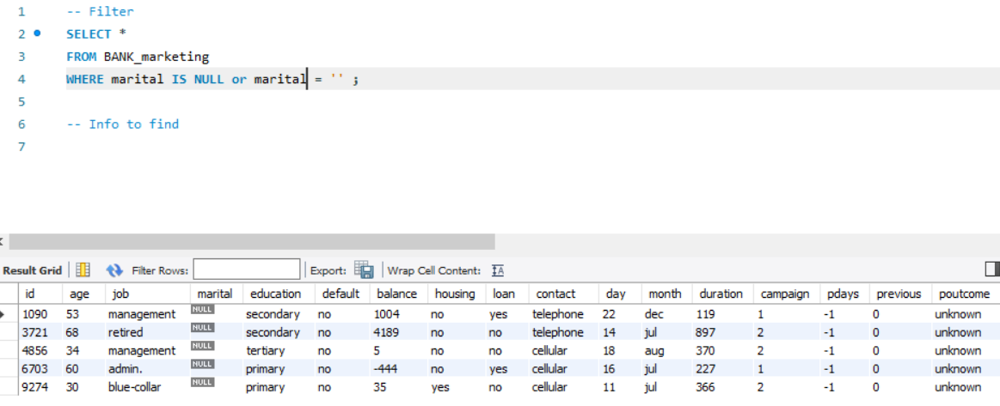 1 -- Filter
2 SELECT *
3 FROM BANK_marketing
4 WHERE marital IS NULL or marital = '' ;
5
6 -- Info to find
7
Result Grid Filter Rows: Export: Wrap Cell Content: IA
id age job marital education default balance housing loan contact day month duration campaign pdays previous poutcome
1090 53 management NULL secondary no 1004 no yes telephone 22 dec 119 1 -1 0 unknown
3721 68 retired NULL secondary no 4189 no no telephone 14 jul 897 2 -1 0 unknown
4856 34 management NULL tertiary no 5 no no cellular 18 aug 370 2 -1 0 unknown
6703 60 admin. NULL primary no -444 no yes cellular 16 jul 227 1 -1 0 unknown
9274 30 blue-collar NULL primary no 35 yes no cellular 11 jul 366 2 -1 0 unknown